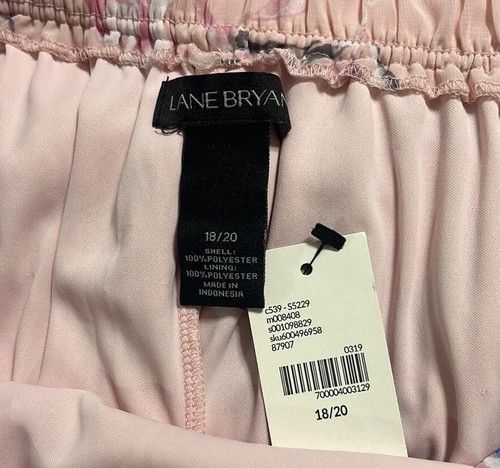 LANE BRYAN
18/20
SHELL:
100%POLYESTER
LINING:
100%POLYESTER
MADE IN
INDONESIA
c539 - S5229
m008408
s001098829
sku600496958
87907
0319
700004003129
18/20